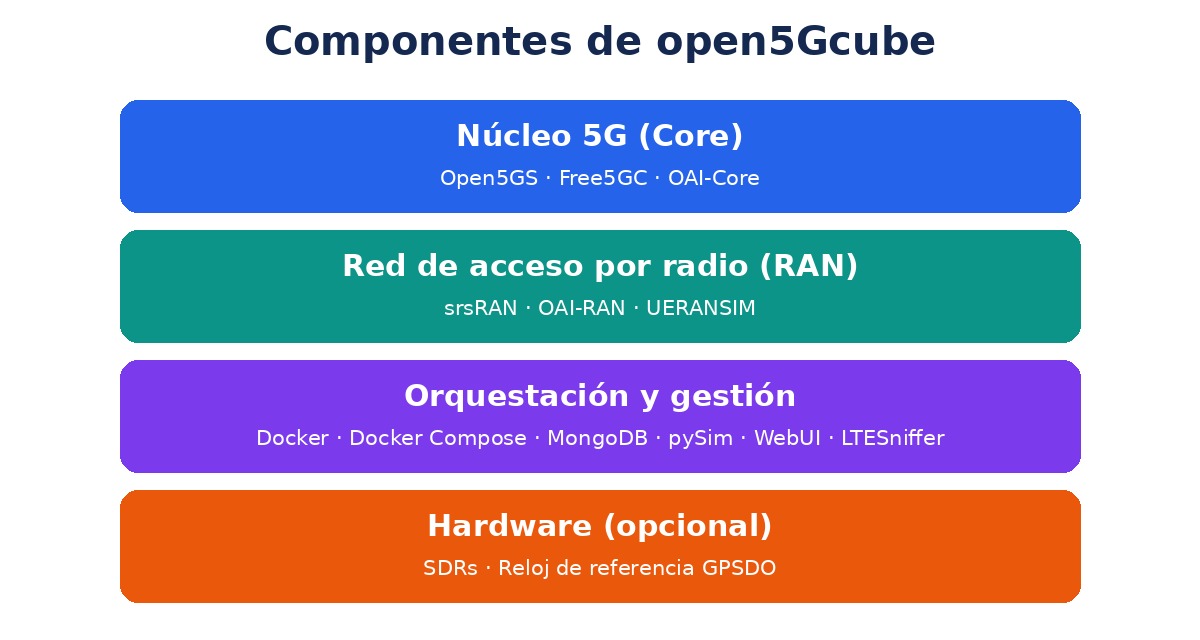 Componentes de open5Gcube
Núcleo 5G (Core)
Open5GS · Free5GC · OAI-Core
Red de acceso por radio (RAN)
srsRAN · OAI-RAN · UERANSIM
Orquestación y gestión
Docker · Docker Compose · MongoDB · pySim · WebUI · LTESniffer
Hardware (opcional)
SDRs · Reloj de referencia GPSDO